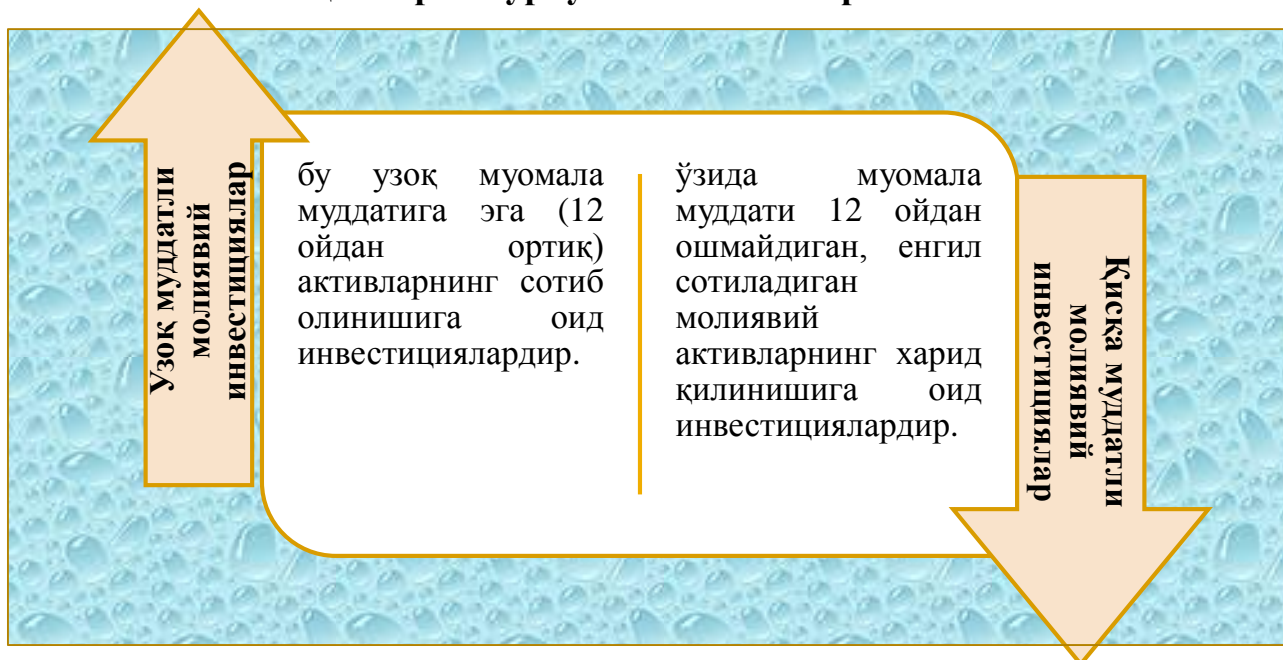 Узоқ муддатли
молиявий
инвестициялар
бу узоқ муомала
муддатига эга (12
ойдан ортиқ)
активларнинг сотиб
олинишига оид
инвестициялардир.
ўзида муомала
муддати 12 ойдан
ошмайдиган, енгил
сотиладиган
молиявий
активларнинг харид
қилинишига оид
инвестициялардир.
Қисқа муддатли
молиявий
инвестициялар